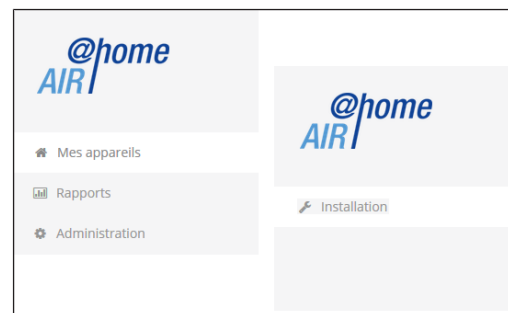 @home
AIR
Mes appareils
Rapports
Administration
@home
AIR
Installation